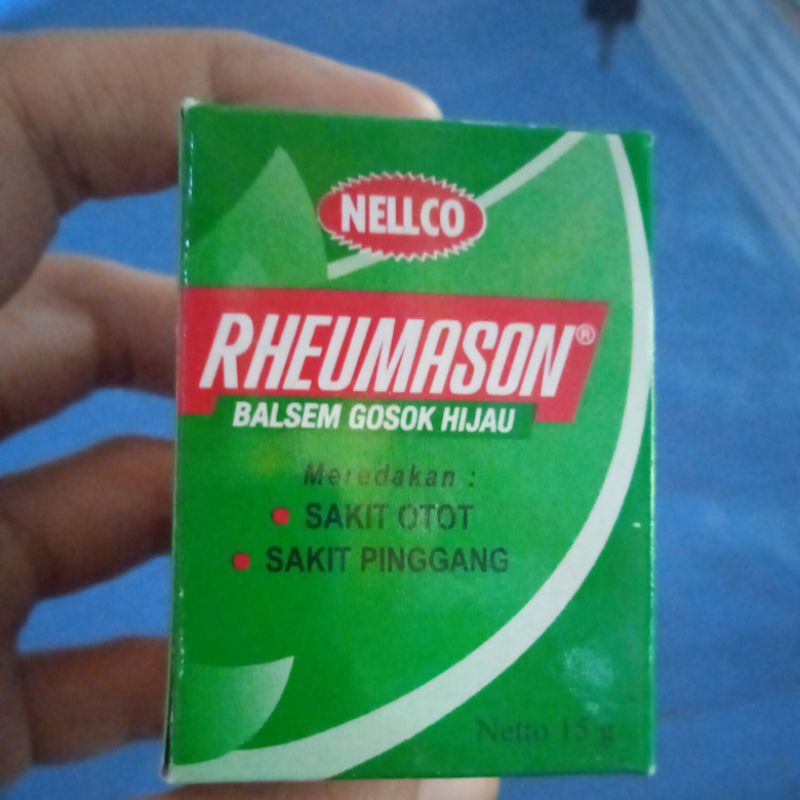 NELLCO
RHEUMASON®
BALSEM GOSOK HIJAU
Meredakan :
• SAKIT OTOT
• SAKIT PINGGANG
Netto 15 g